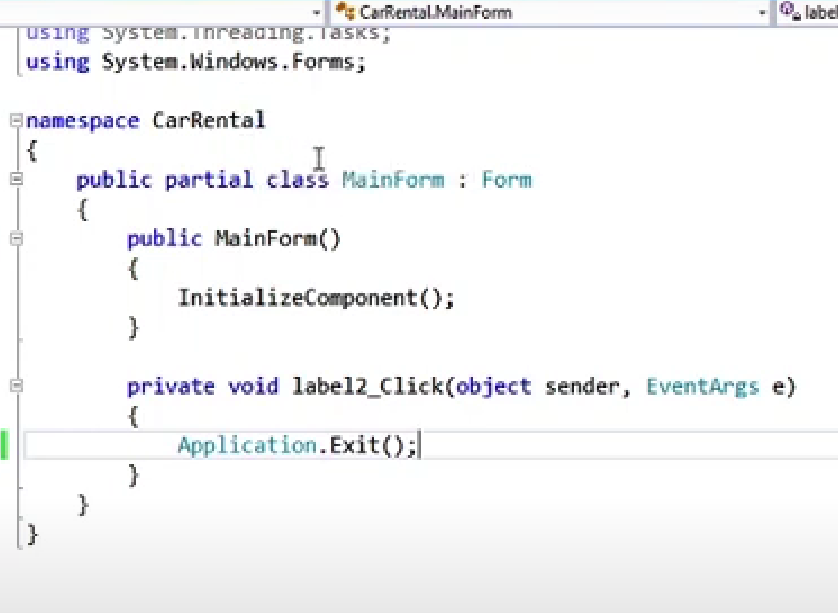 CarRental.MainForm
label
using System.Threading.Tasks;
using System.Windows.Forms;
namespace CarRental
{
public partial class MainForm : Form
{
public MainForm()
{
InitializeComponent();
}
private void label2_Click(object sender, EventArgs e)
{
Application.Exit();
}
}
}